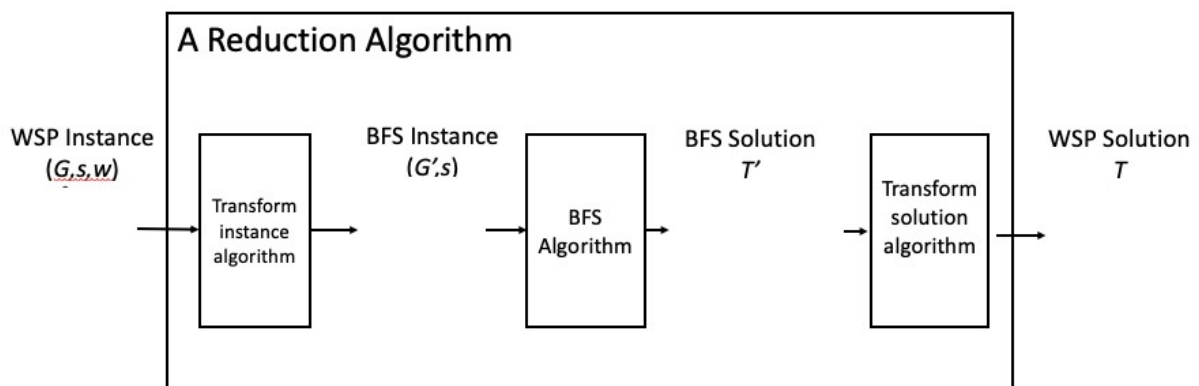 A Reduction Algorithm
WSP Instance
(G,s,w)
BFS Instance
(G′,s)
BFS Solution
T′
WSP Solution
T
Transform
instance
algorithm
BFS
Algorithm
Transform
solution
algorithm